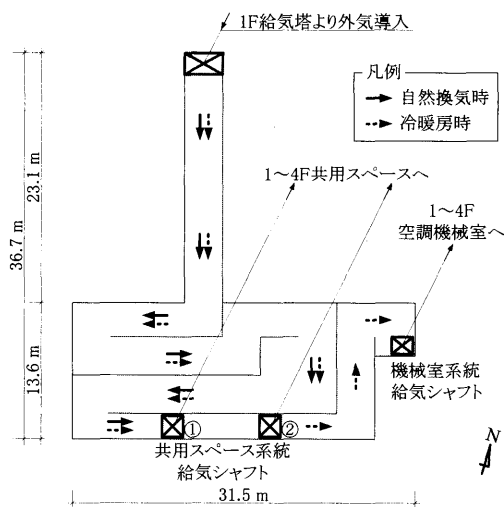 1F給気塔より外気導入
凡例
自然換気時
冷暖房時
1～4F共用スペースへ
1～4F
空調機械室へ
23.1 m
36.7 m
13.6 m
機械室系統
給気シャフト
①
②
共用スペース系統
給気シャフト
31.5 m
N